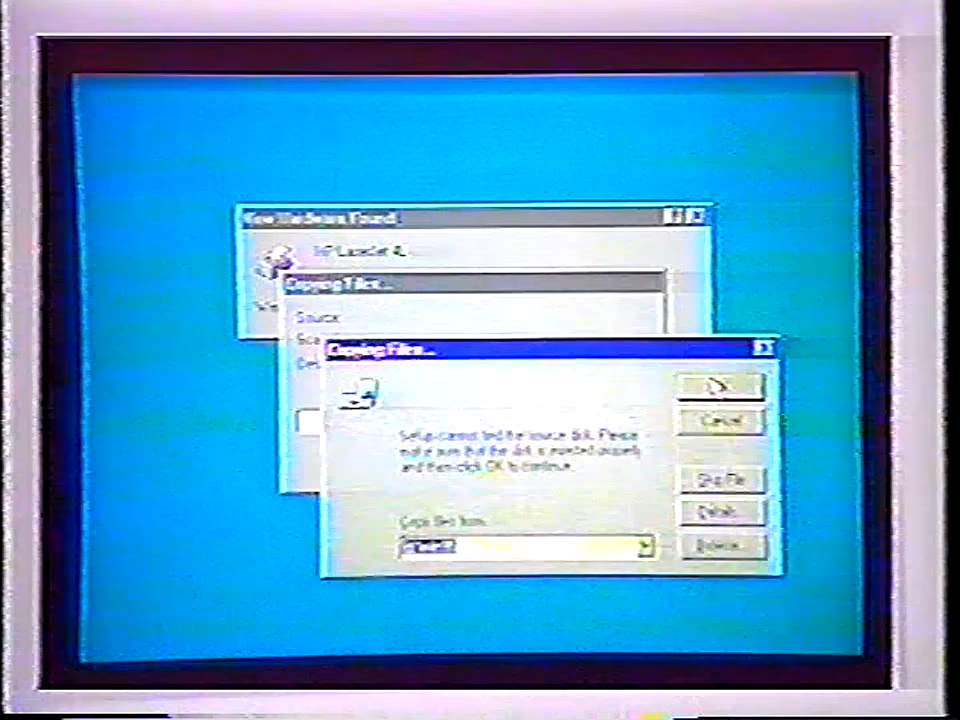 New Hardware Found
HP LaserJet 4L
Copying Files...
Source:
Copying Files...
OK
Cancel
Setup cannot find the source disk. Please
make sure that the disk is inserted properly
and then click OK to continue.
Skip File
Details
Browse...
Copy files from: